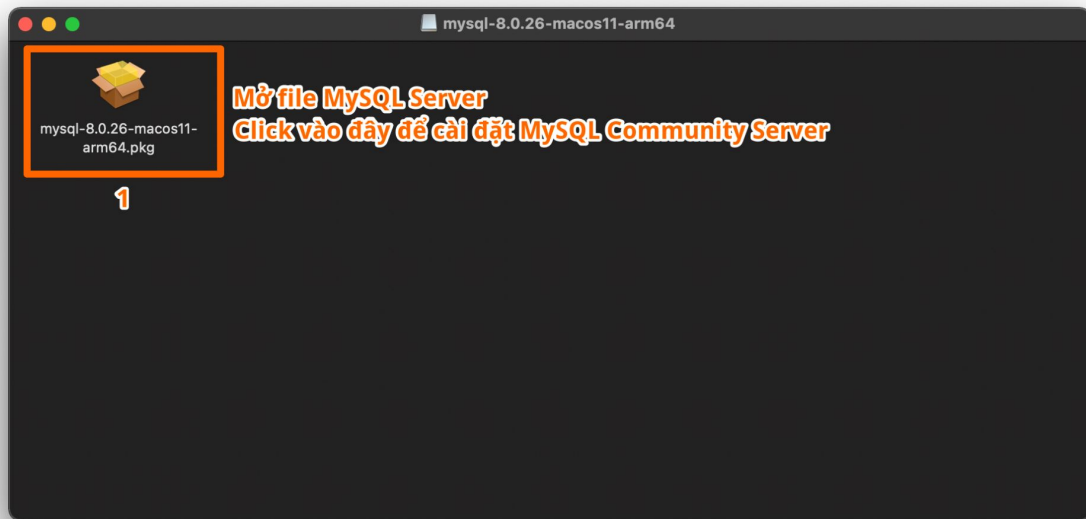 mysql-8.0.26-macos11-arm64
mysql-8.0.26-macos11-
arm64.pkg
Mở file MySQL Server
Click vào đây để cài đặt MySQL Community Server
1